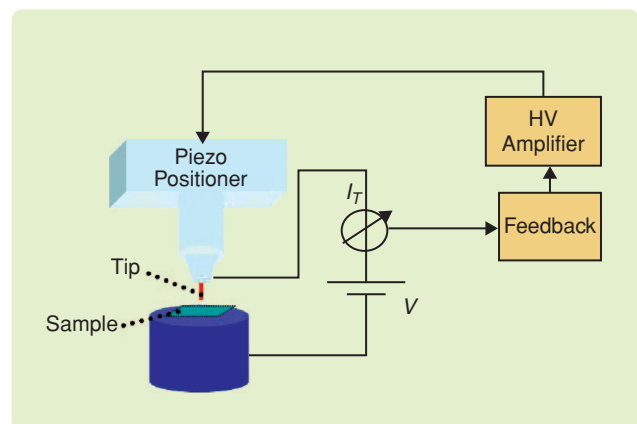 HV
Amplifier
Piezo
Positioner
I_T
Feedback
Tip
V
Sample